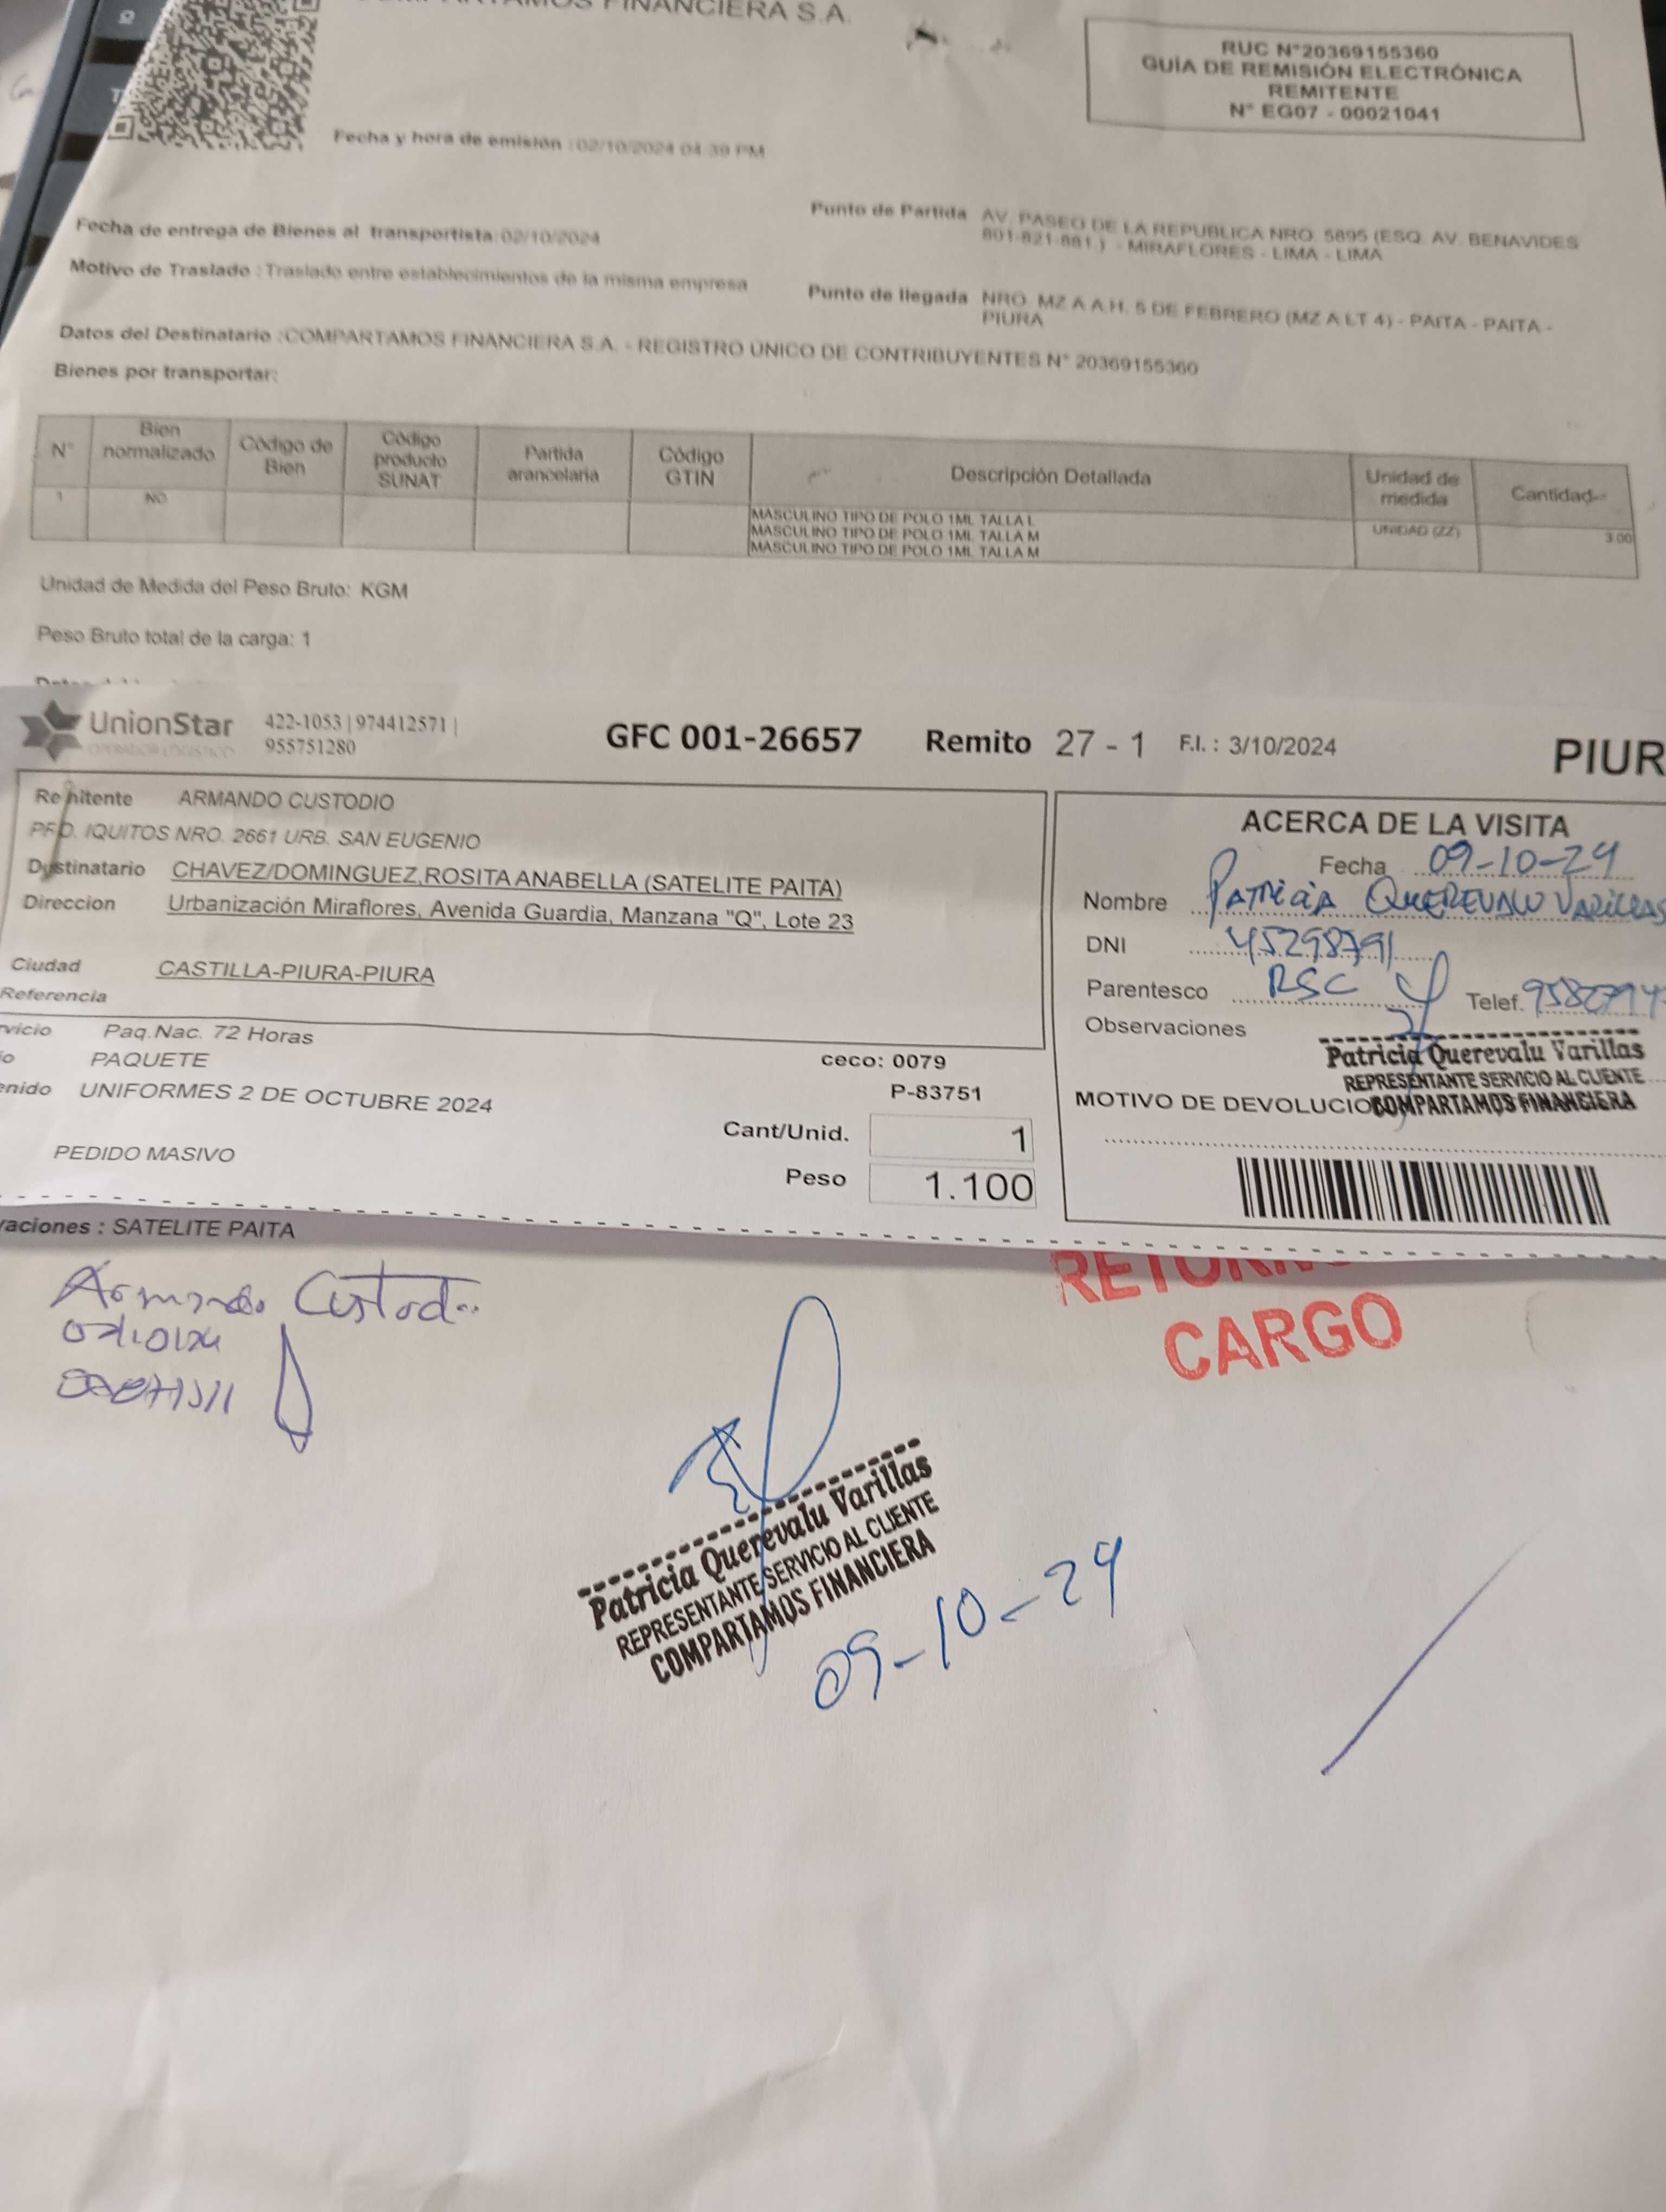 COMPARTAMOS FINANCIERA S.A.
RUC N°20369155360
GUÍA DE REMISIÓN ELECTRÓNICA
REMITENTE
N° EG07 - 00021041
Fecha y hora de emisión : 02/10/2024 04:39 PM
Fecha de entrega de Bienes al transportista: 02/10/2024
Motivo de Traslado : Traslado entre establecimientos de la misma empresa
Punto de Partida AV. PASEO DE LA REPUBLICA NRO. 5895 (ESQ. AV. BENAVIDES
801-821-881.) - MIRAFLORES - LIMA - LIMA
Punto de llegada NRO. MZ A A.H. 5 DE FEBRERO (MZ A LT 4) - PAITA - PAITA -
PIURA
Datos del Destinatario : COMPARTAMOS FINANCIERA S.A. - REGISTRO ÚNICO DE CONTRIBUYENTES N° 20369155360
Bienes por transportar:
N° Bien normalizado Código de Bien Código producto SUNAT Partida arancelaria Código GTIN Descripción Detallada Unidad de medida Cantidad
1 NO MASCULINO TIPO DE POLO 1ML TALLA L
MASCULINO TIPO DE POLO 1ML TALLA M UNIDAD (ZZ) 3.00
MASCULINO TIPO DE POLO 1ML TALLA M
Unidad de Medida del Peso Bruto: KGM
Peso Bruto total de la carga: 1
UnionStar
OPERADOR LOGISTICO
422-1053 | 974412571 |
955751280
GFC 001-26657 Remito 27 - 1 F.I. : 3/10/2024 PIUR
Remitente ARMANDO CUSTODIO
PRO. IQUITOS NRO. 2661 URB. SAN EUGENIO
Destinatario CHAVEZ/DOMINGUEZ,ROSITA ANABELLA (SATELITE PAITA)
Direccion Urbanización Miraflores, Avenida Guardia, Manzana "Q", Lote 23
Ciudad CASTILLA-PIURA-PIURA
Referencia
rvicio Paq.Nac. 72 Horas
io PAQUETE ceco: 0079
enido UNIFORMES 2 DE OCTUBRE 2024 P-83751
Cant/Unid. 1
PEDIDO MASIVO
Peso 1.100
ACERCA DE LA VISITA
Fecha 09-10-24
Nombre PATRICIA QUEREVALU VARILLAS
DNI 45298791
Parentesco RSC Telef.
Observaciones
Patricia Querevalu Varillas
REPRESENTANTE SERVICIO AL CLIENTE
COMPARTAMOS FINANCIERA
MOTIVO DE DEVOLUCIO
vaciones : SATELITE PAITA
Armando Custodio
CARGO
Patricia Querevalu Varillas
REPRESENTANTE SERVICIO AL CLIENTE
COMPARTAMOS FINANCIERA
09-10-24